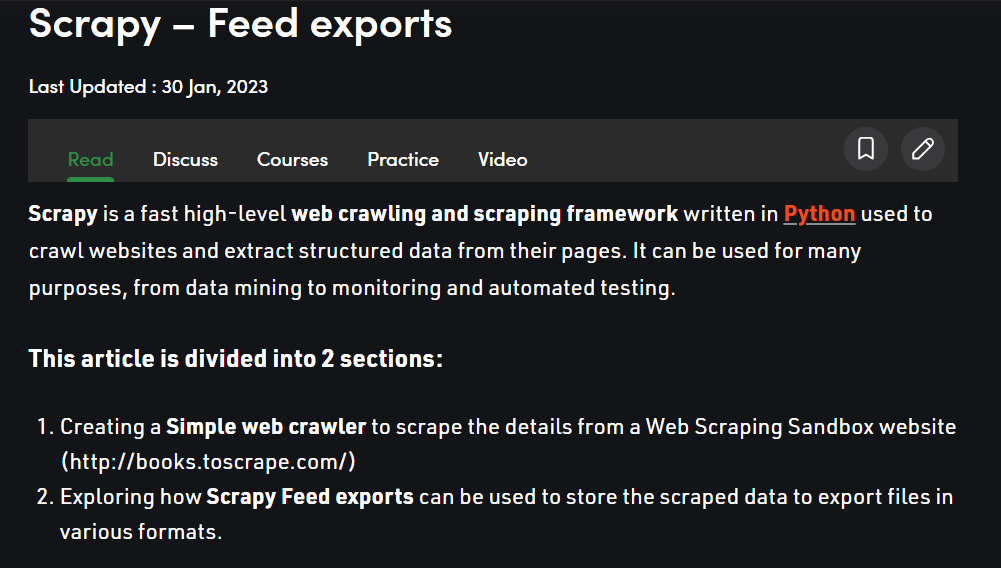 Scrapy – Feed exports
Last Updated : 30 Jan, 2023
Read Discuss Courses Practice Video
Scrapy is a fast high-level web crawling and scraping framework written in Python used to
crawl websites and extract structured data from their pages. It can be used for many
purposes, from data mining to monitoring and automated testing.
This article is divided into 2 sections:
1. Creating a Simple web crawler to scrape the details from a Web Scraping Sandbox website
(http://books.toscrape.com/)
2. Exploring how Scrapy Feed exports can be used to store the scraped data to export files in
various formats.